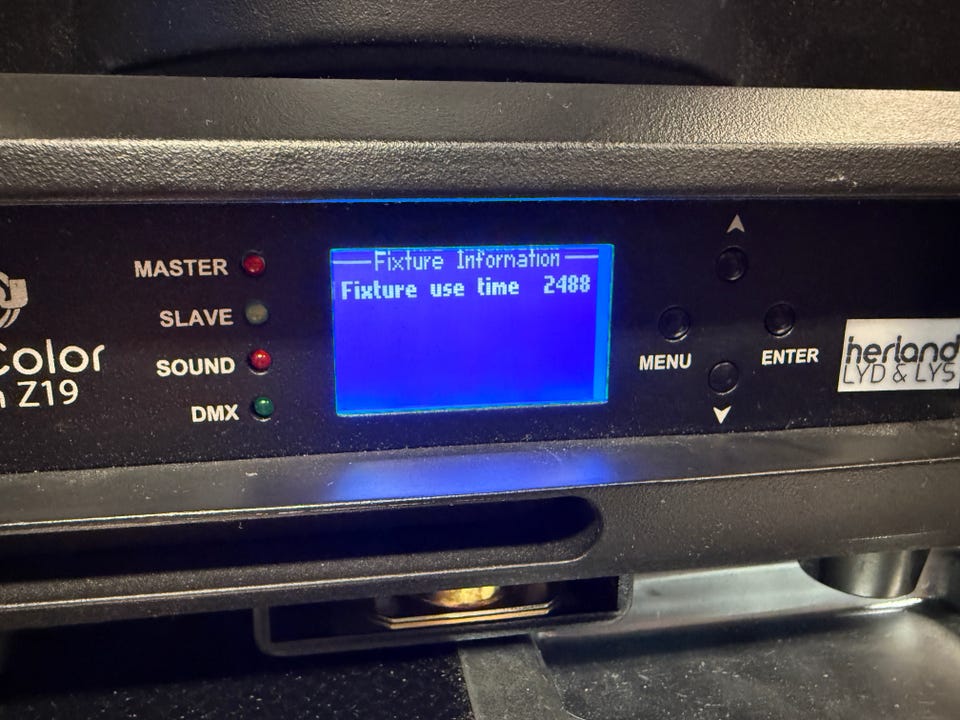 MASTER
SLAVE
SOUND
DMX
Color
Z19
Fixture Information
Fixture use time 2488
MENU
ENTER
herland
LYD & LYS